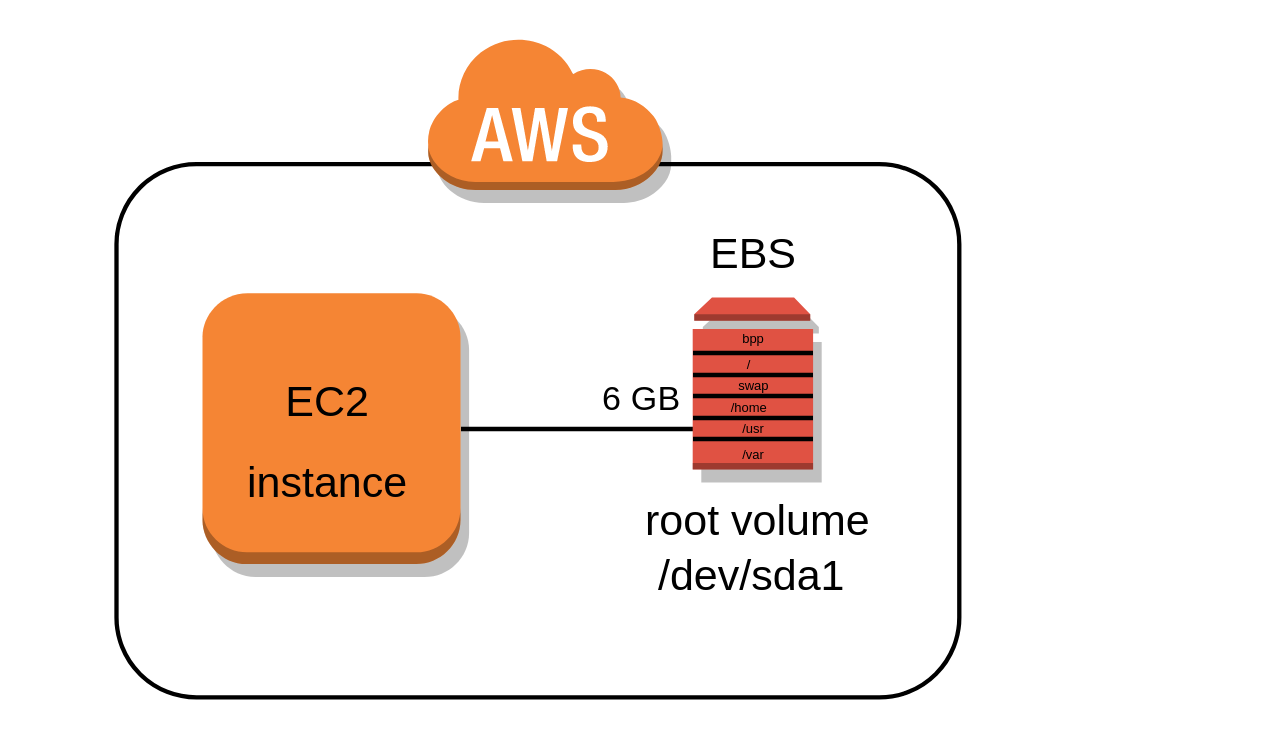 AWS
EBS
bpp
/
swap
6 GB
/home
EC2
/usr
/var
instance
root volume
/dev/sda1